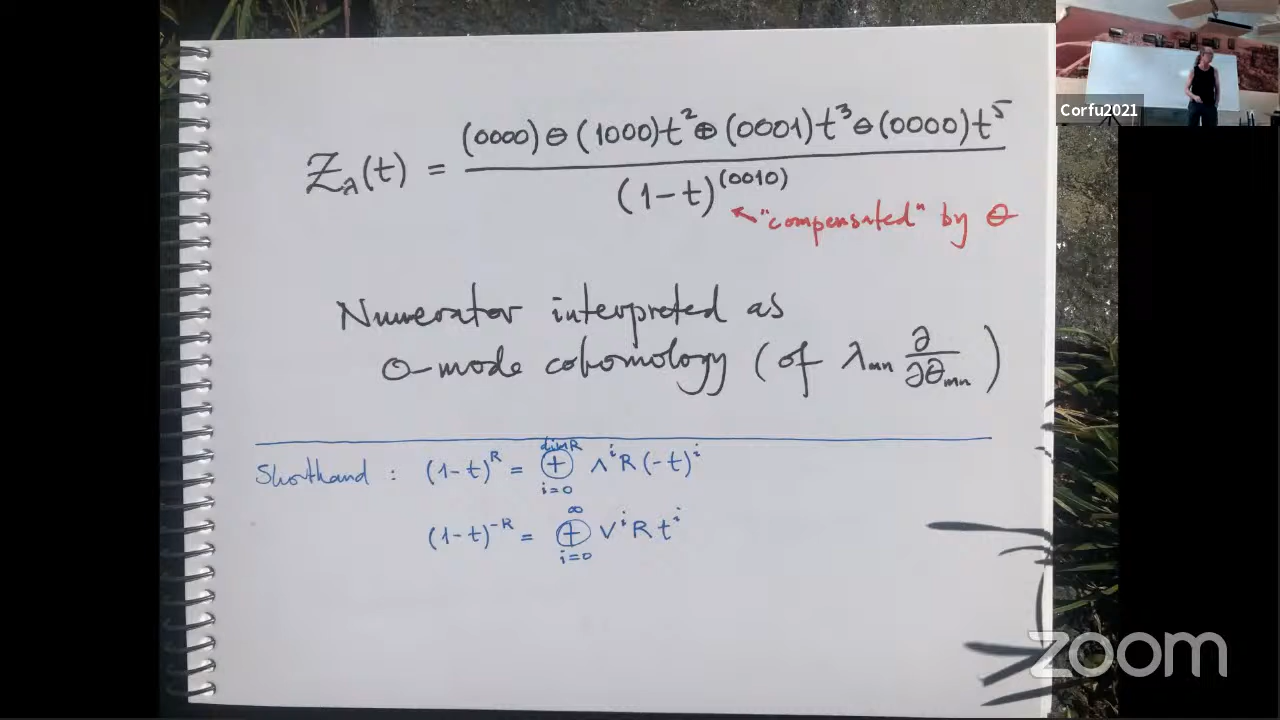 Corfu2021
Z_λ(t) = (0000) ⊖ (1000)t² ⊕ (0001)t³ ⊖ (0000)t⁵
(1-t)^(0010)
"compensated" by θ
Numerator interpreted as
0-mode cohomology (of λ_mn ∂/∂θ_mn)
Shorthand : (1-t)^R = ⊕_{i=0}^{dim R} ∧^i R (-t)^i
(1-t)^{-R} = ⊕_{i=0}^{∞} ∨^i R t^i
zoom